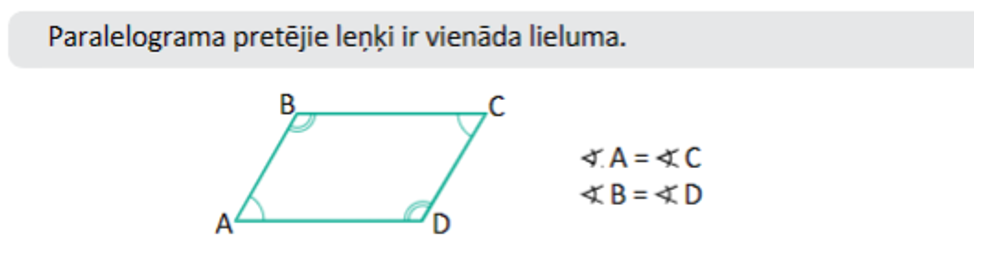 Paralelograma pretējie leņķi ir vienāda lieluma.
B
C
∢ A = ∢ C
∢ B = ∢ D
A
D